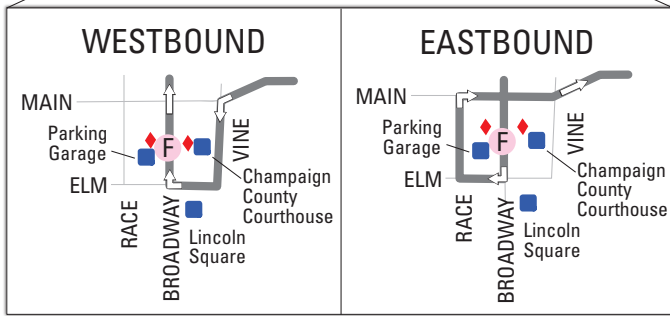 WESTBOUND
MAIN
Parking
Garage
F
VINE
ELM
Champaign
County
Courthouse
RACE
BROADWAY
Lincoln
Square
EASTBOUND
MAIN
Parking
Garage
F
VINE
ELM
Champaign
County
Courthouse
RACE
BROADWAY
Lincoln
Square